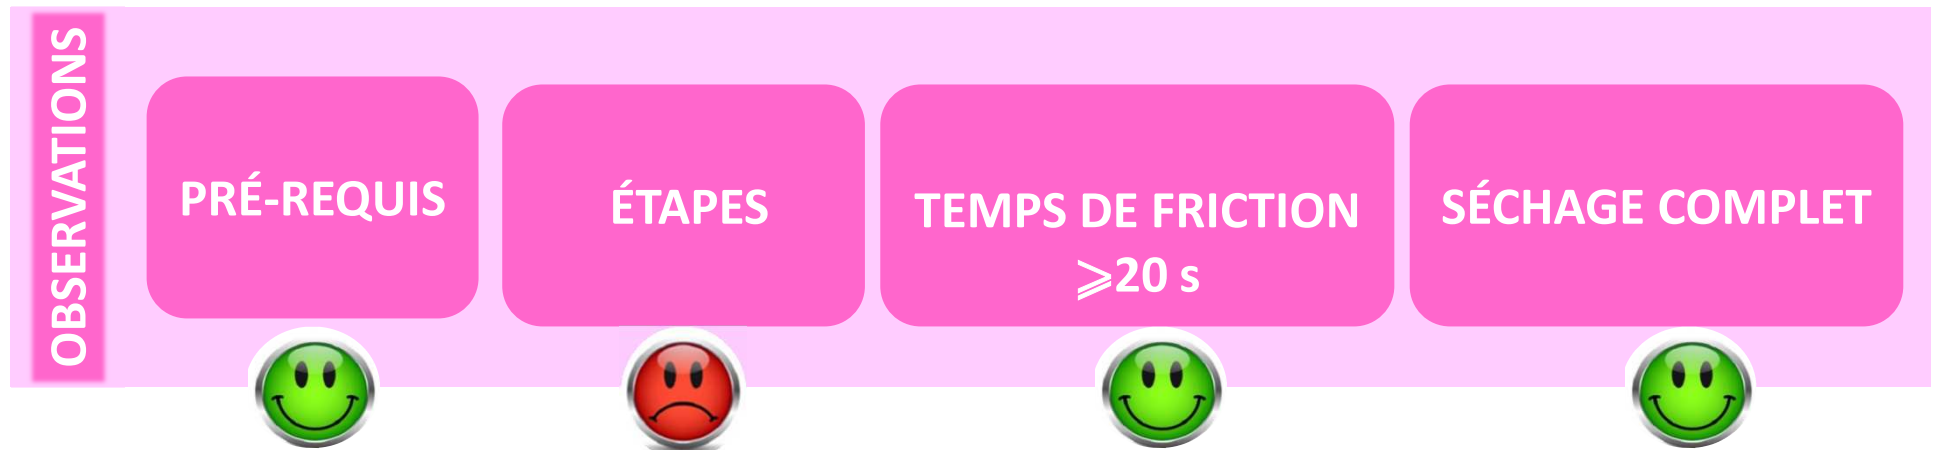 OBSERVATIONS
PRÉ-REQUIS
ÉTAPES
TEMPS DE FRICTION
⩾20 s
SÉCHAGE COMPLET